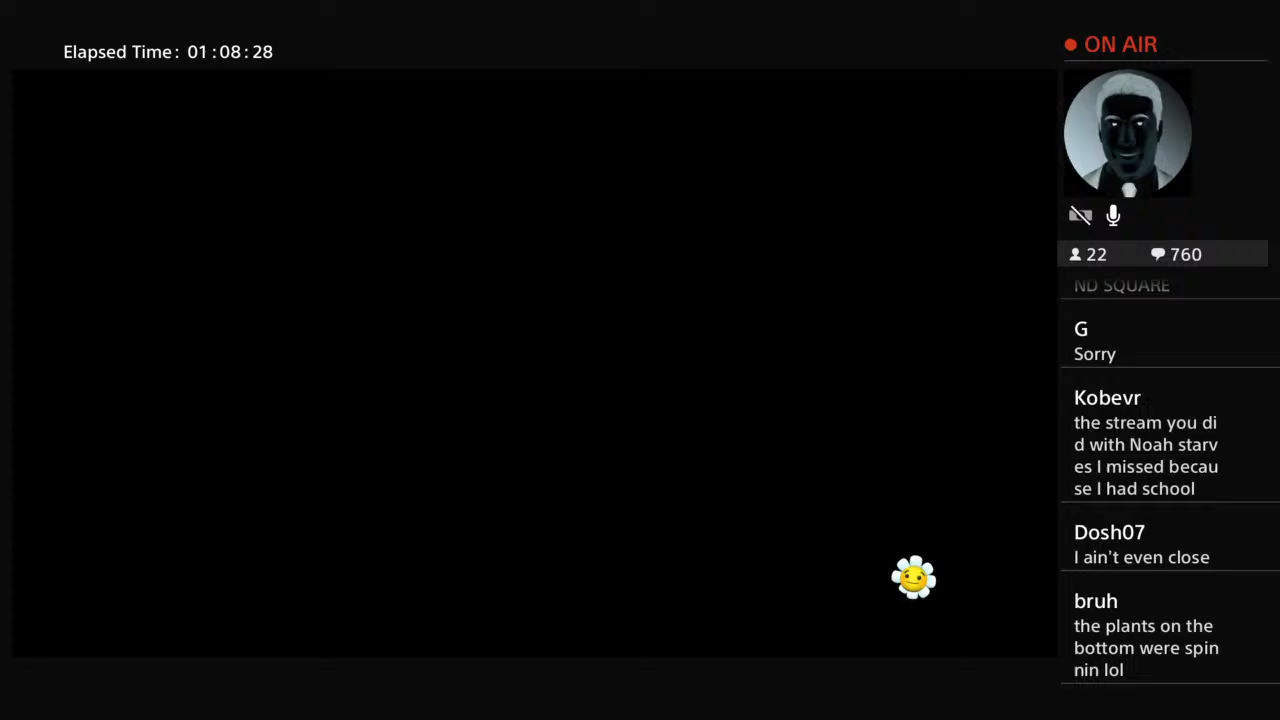 Elapsed Time: 01:08:28
ON AIR
22 760
ND SQUARE
G
Sorry
Kobevr
the stream you di
d with Noah starv
es I missed becau
se I had school
Dosh07
I ain't even close
bruh
the plants on the
bottom were spin
nin lol